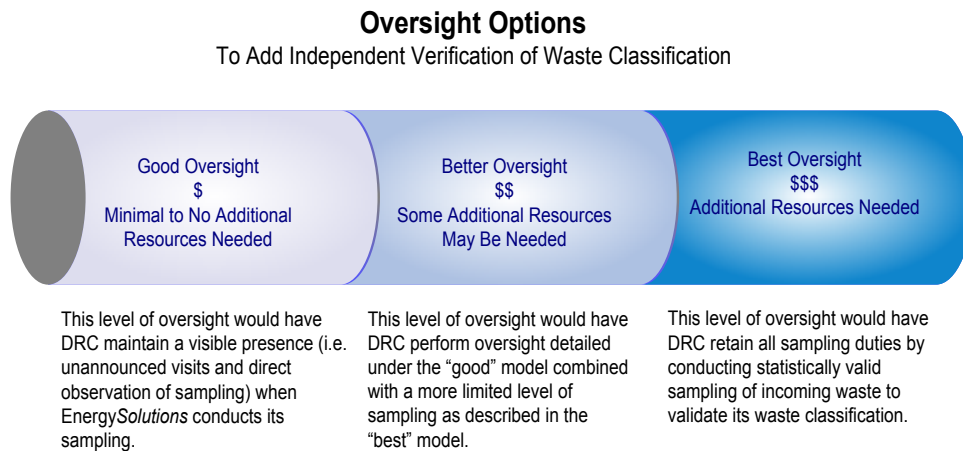 Oversight Options
To Add Independent Verification of Waste Classification
Good Oversight
$
Minimal to No Additional
Resources Needed
Better Oversight
$$
Some Additional Resources
May Be Needed
Best Oversight
$$$
Additional Resources Needed
This level of oversight would have
DRC maintain a visible presence (i.e.
unannounced visits and direct
observation of sampling) when
EnergySolutions conducts its
sampling.
This level of oversight would have
DRC perform oversight detailed
under the “good” model combined
with a more limited level of
sampling as described in the
“best” model.
This level of oversight would have
DRC retain all sampling duties by
conducting statistically valid
sampling of incoming waste to
validate its waste classification.